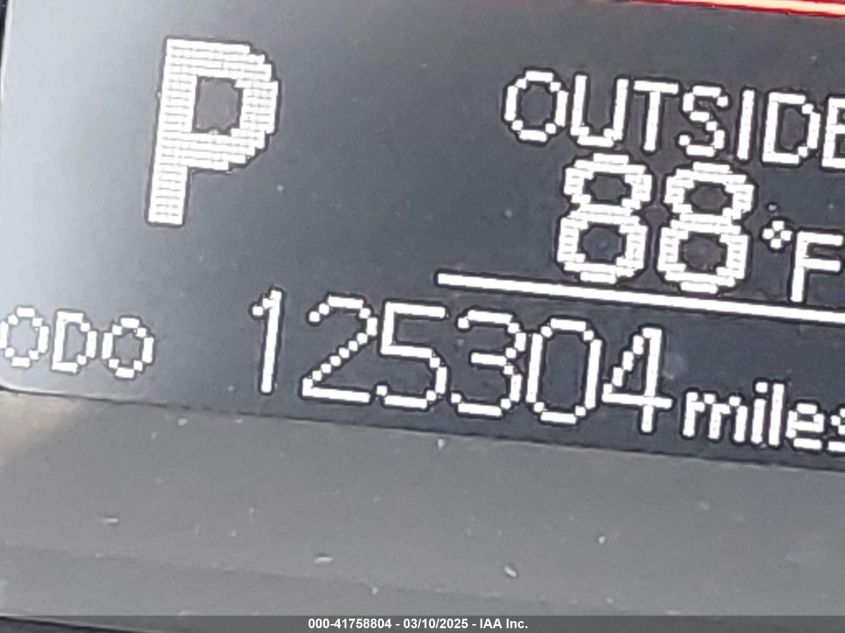 P
OUTSIDE
88°F
ODO 125304 miles
000-41758804 - 03/10/2025 - IAA Inc.